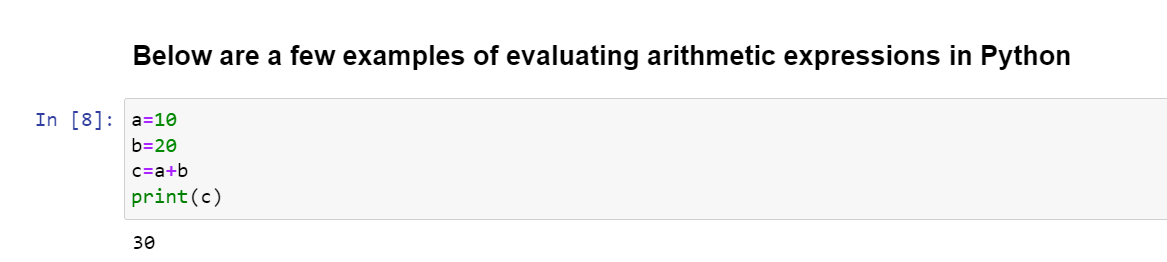 Below are a few examples of evaluating arithmetic expressions in Python
In [8]: a=10
b=20
c=a+b
print(c)
30